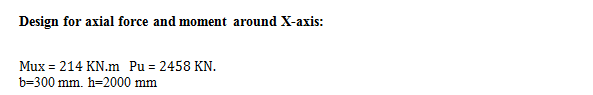 Design for axial force and moment around X-axis:
Mux = 214 KN.m Pu = 2458 KN.
b=300 mm. h=2000 mm